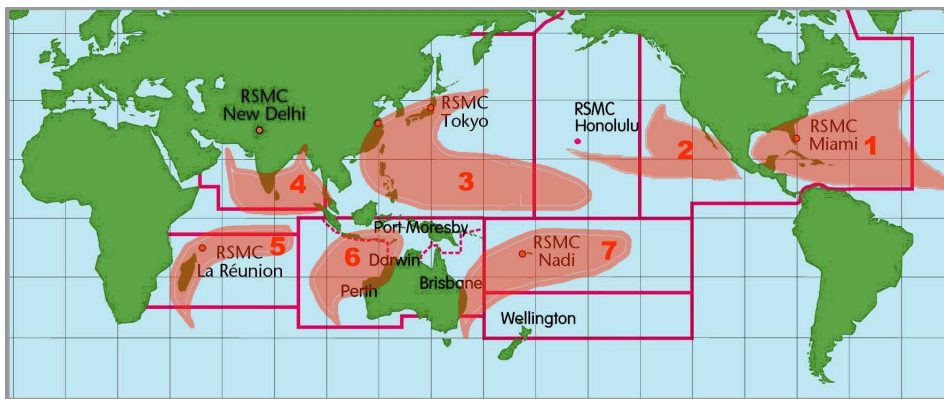 RSMC
New Delhi
RSMC
Tokyo
RSMC
Honolulu
RSMC
Miami
1
2
3
4
5
RSMC
La Réunion
6
Port Moresby
Darwin
Perth
Brisbane
RSMC
Nadi
7
Wellington